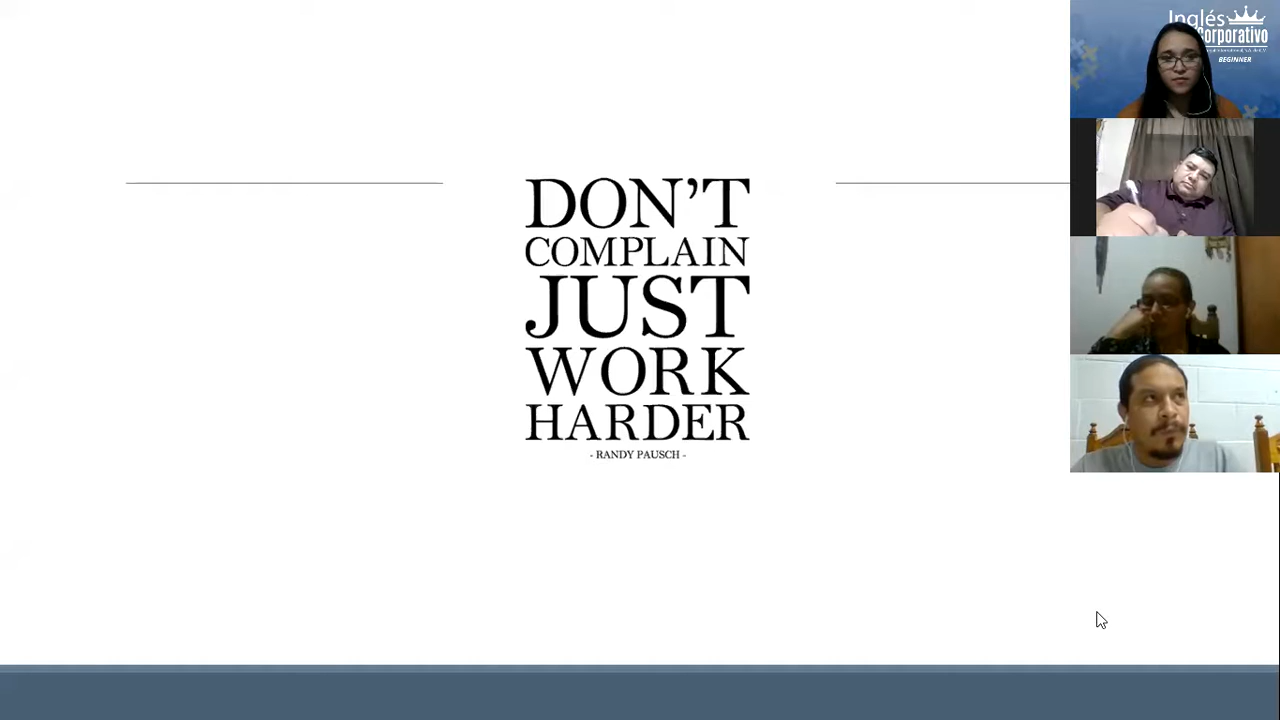 DON'T
COMPLAIN
JUST
WORK
HARDER
- RANDY PAUSCH -
Inglés
Corporativo
BEGINNER